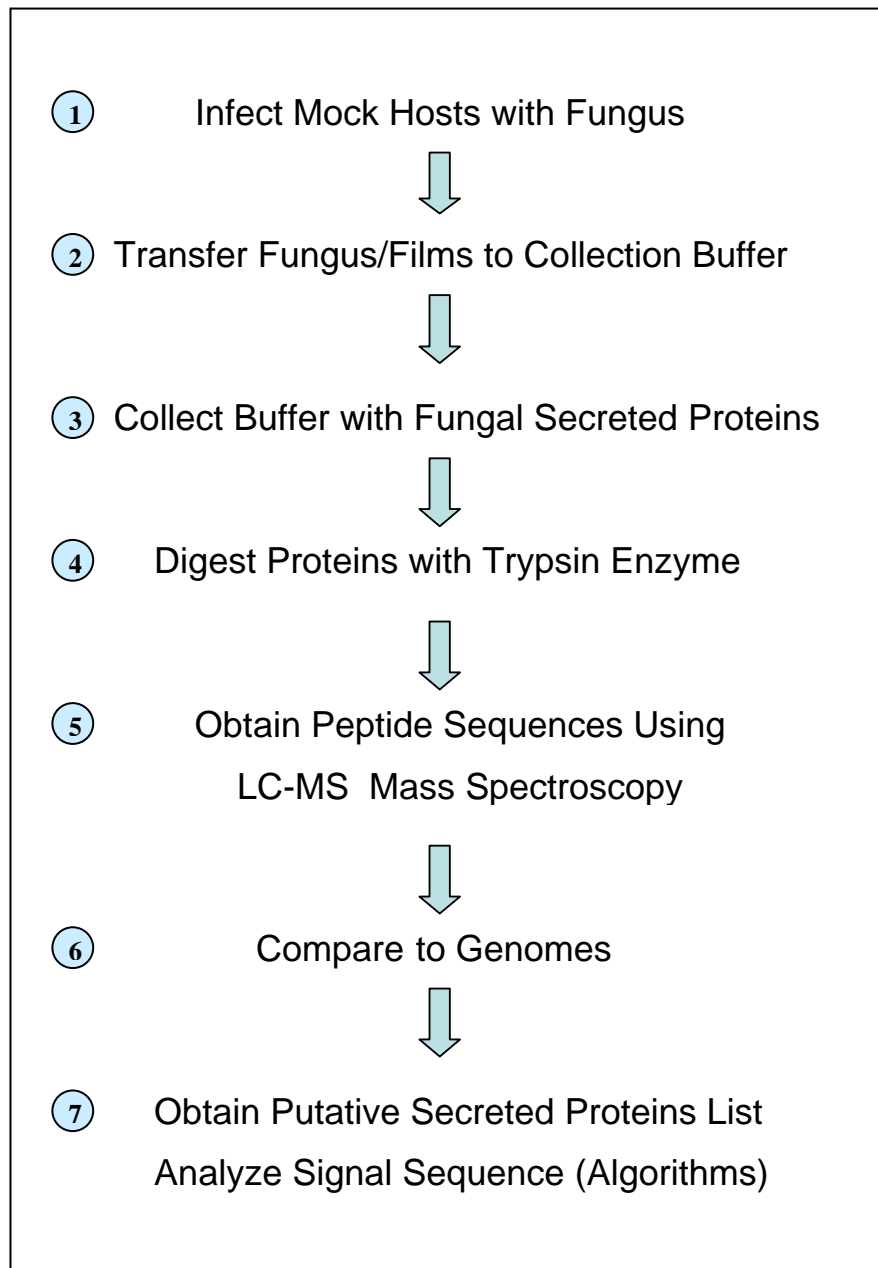 1 Infect Mock Hosts with Fungus
2 Transfer Fungus/Films to Collection Buffer
3 Collect Buffer with Fungal Secreted Proteins
4 Digest Proteins with Trypsin Enzyme
5 Obtain Peptide Sequences Using
LC-MS Mass Spectroscopy
6 Compare to Genomes
7 Obtain Putative Secreted Proteins List
Analyze Signal Sequence (Algorithms)